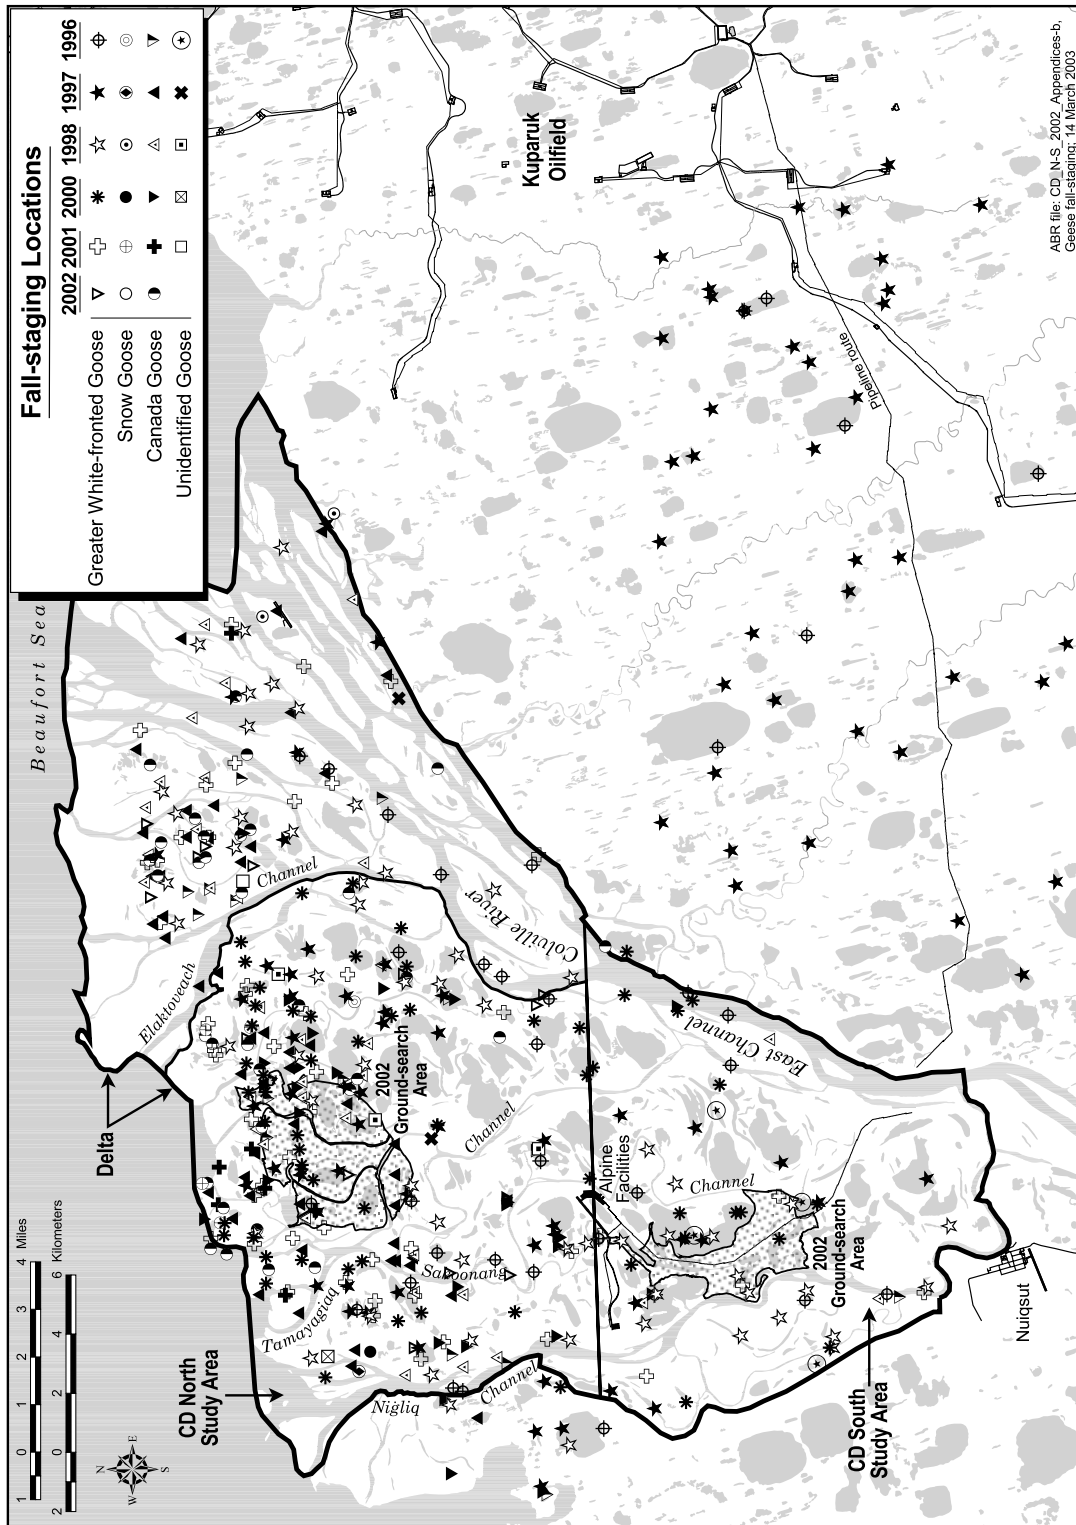 Fall-staging Locations
2002 2001 2000 1998 1997 1996
Greater White-fronted Goose
Snow Goose
Canada Goose
Unidentified Goose
Beaufort Sea
Kuparuk
Oilfield
Pipeline route
ABR file: CD_N-S_2002_Appendices-b,
Geese fall-staging; 14 March 2003
Delta
Elaktoveach
Channel
Colville River
2002
Ground-search
Area
Channel
East Channel
Alpine
Facilities
Channel
Sakoonang
Tamayagiaq
CD North
Study Area
Nigliq
Channel
2002
Ground-search
Area
CD South
Study Area
Nuiqsut
1 0 1 2 3 4 Miles
2 0 2 4 6 Kilometers
N
E
S
W